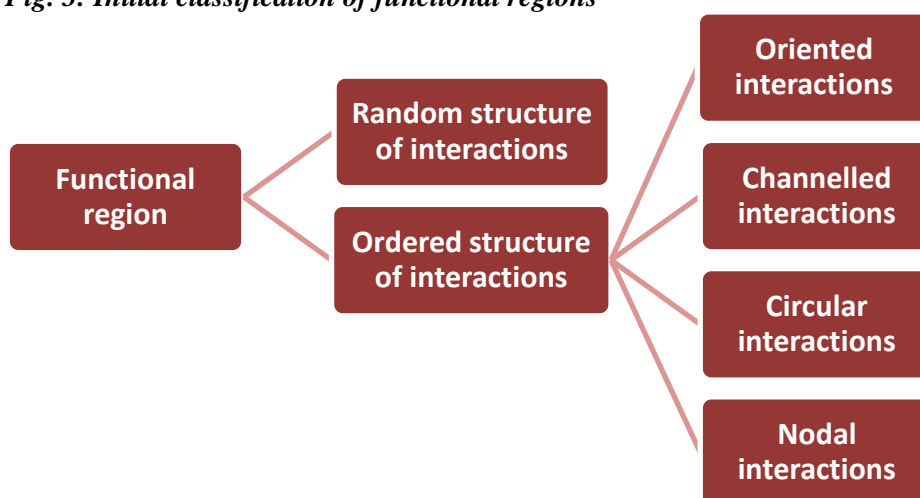 Fig. 3: Initial classification of functional regions
Functional
region
Random structure
of interactions
Ordered structure
of interactions
Oriented
interactions
Channelled
interactions
Circular
interactions
Nodal
interactions